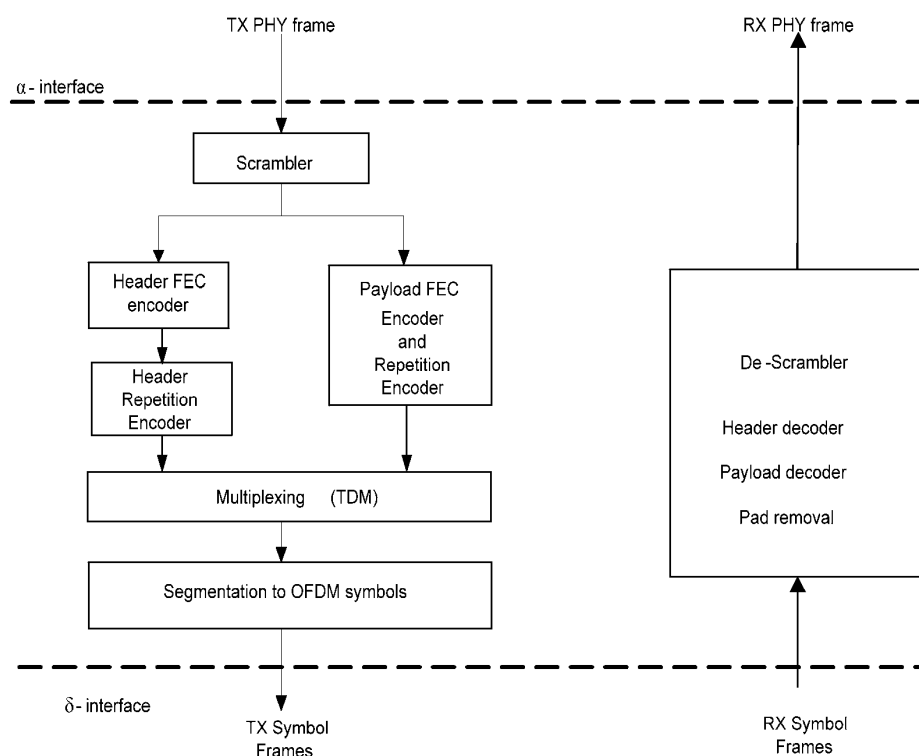 TX PHY frame
RX PHY frame
α - interface
Scrambler
Header FEC
encoder
Payload FEC
Encoder
and
Repetition
Encoder
Header
Repetition
Encoder
De -Scrambler
Header decoder
Payload decoder
Pad removal
Multiplexing (TDM)
Segmentation to OFDM symbols
δ - interface
TX Symbol
Frames
RX Symbol
Frames